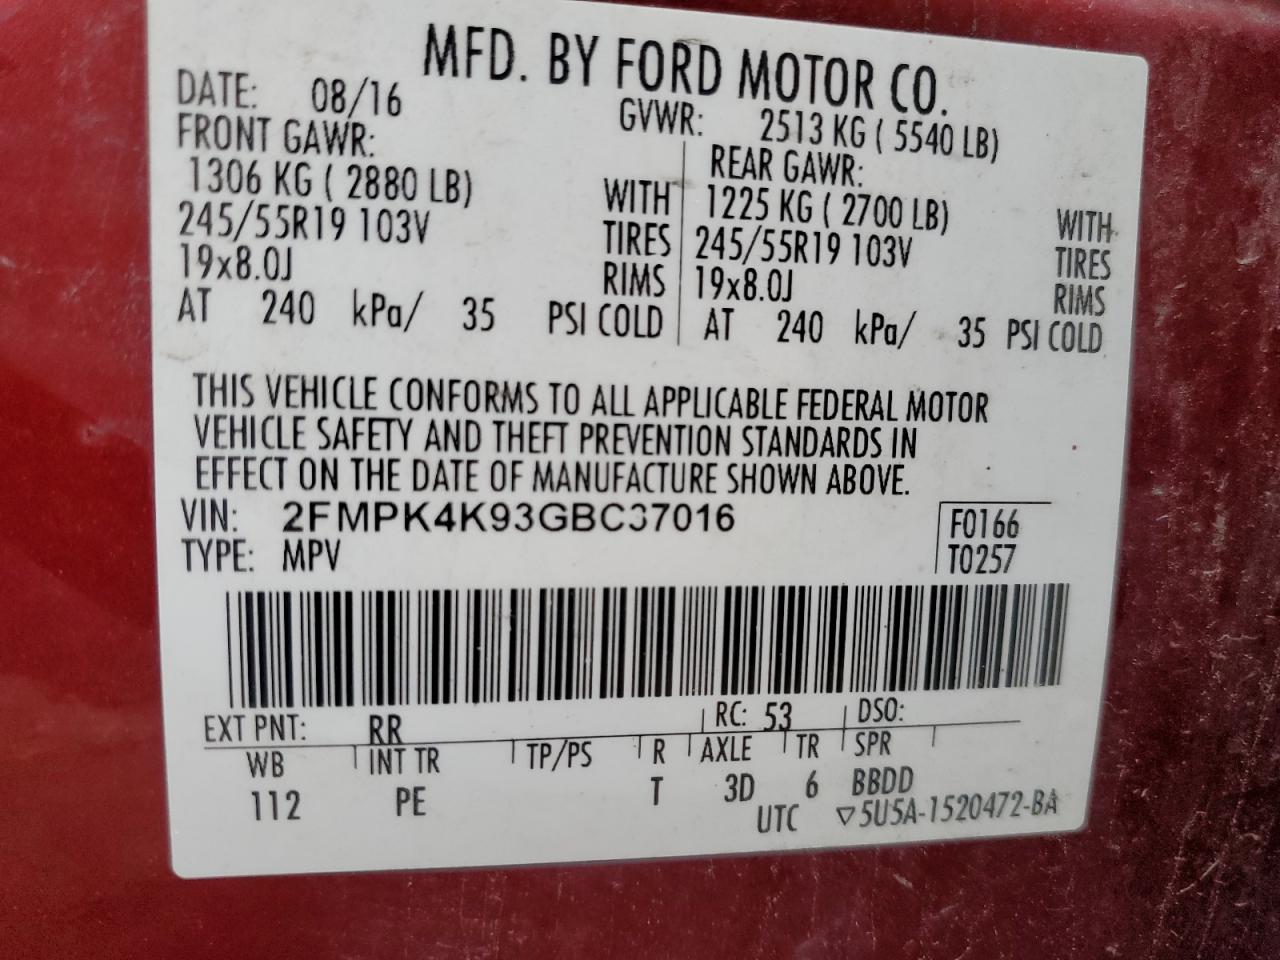 MFD. BY FORD MOTOR CO.
DATE: 08/16 GVWR: 2513 KG ( 5540 LB)
FRONT GAWR: REAR GAWR:
1306 KG ( 2880 LB) WITH 1225 KG ( 2700 LB) WITH
245/55R19 103V TIRES 245/55R19 103V TIRES
19x8.0J RIMS 19x8.0J RIMS
AT 240 kPa/ 35 PSI COLD AT 240 kPa/ 35 PSI COLD
THIS VEHICLE CONFORMS TO ALL APPLICABLE FEDERAL MOTOR
VEHICLE SAFETY AND THEFT PREVENTION STANDARDS IN
EFFECT ON THE DATE OF MANUFACTURE SHOWN ABOVE.
VIN: 2FMPK4K93GBC37016 F0166
TYPE: MPV T0257
EXT PNT: RR RC: 53 DSO:
WB INT TR TP/PS R AXLE TR SPR
112 PE T 3D 6 BBDD
UTC ▽5U5A-1520472-BA